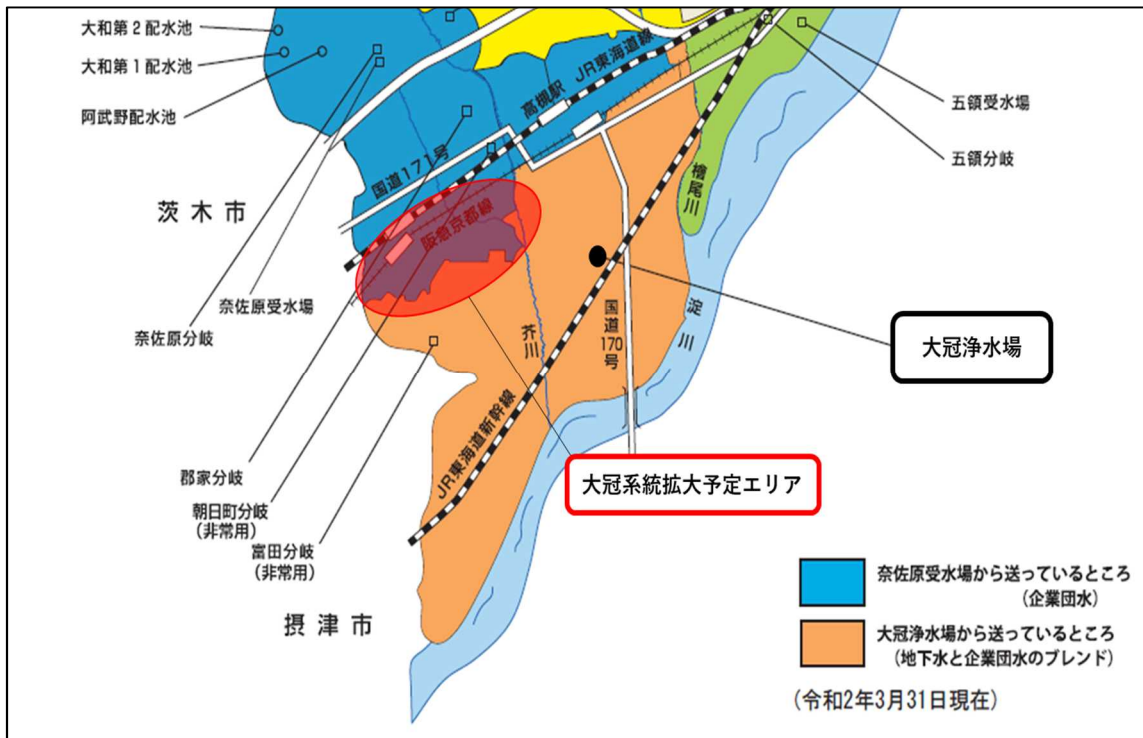 大和第2配水池
大和第1配水池
阿武野配水池
茨木市
奈佐原受水場
奈佐原分岐
郡家分岐
朝日町分岐
(非常用)
富田分岐
(非常用)
摂津市
国道171号
高槻駅
JR東海道線
阪急京都線
芥川
JR東海道新幹線
国道170号
淀川
檜尾川
五領受水場
五領分岐
大冠浄水場
大冠系統拡大予定エリア
奈佐原受水場から送っているところ
(企業団水)
大冠浄水場から送っているところ
(地下水と企業団水のブレンド)
(令和2年3月31日現在)